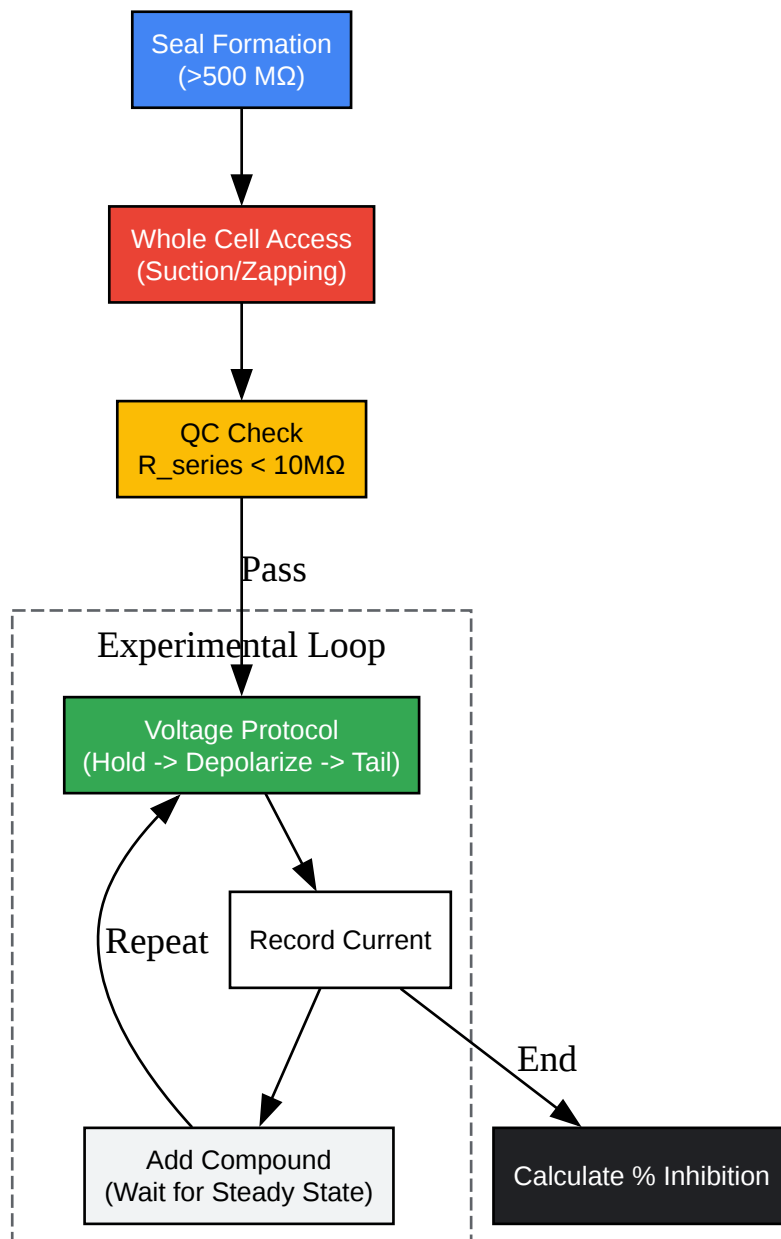 Seal Formation
(>500 MΩ)
Whole Cell Access
(Suction/Zapping)
QC Check
R_series < 10MΩ
Pass
Experimental Loop
Voltage Protocol
(Hold -> Depolarize -> Tail)
Record Current
Repeat
End
Add Compound
(Wait for Steady State)
Calculate % Inhibition